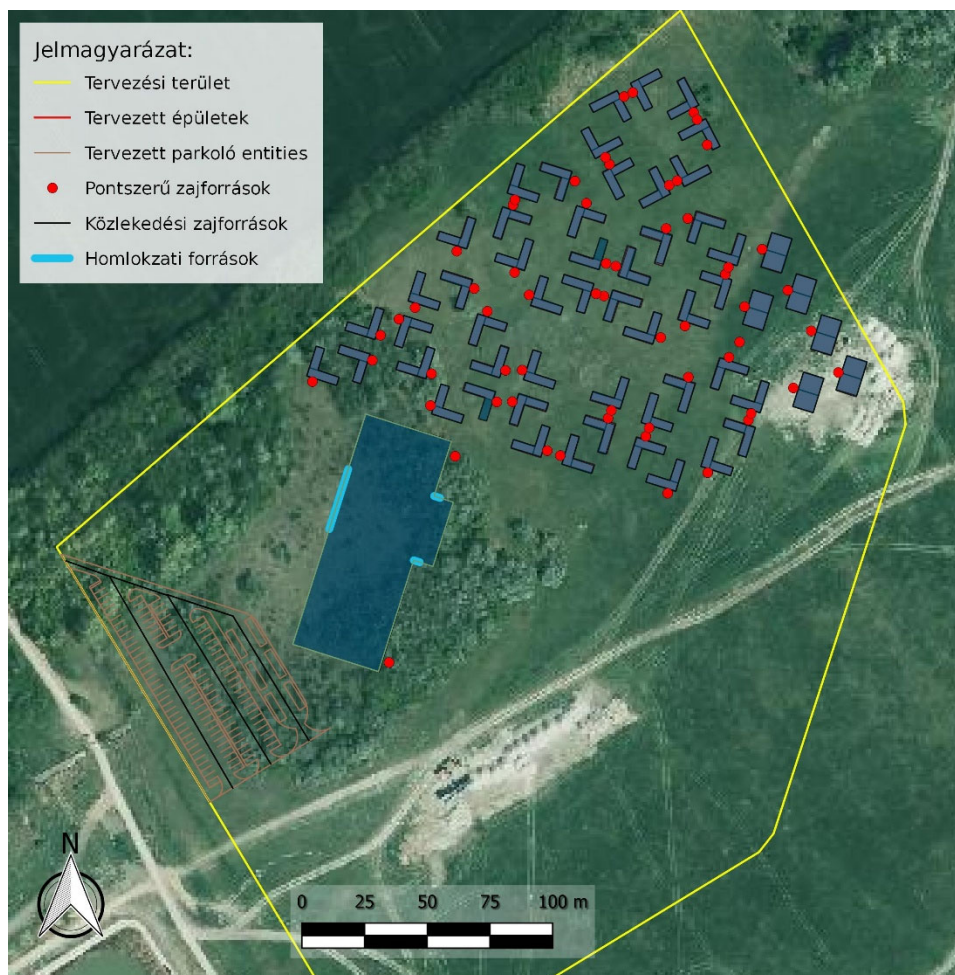 Jelmagyarázat:
Tervezési terület
Tervezett épületek
Tervezett parkoló entities
Pontszerű zajforrások
Közlekedési zajforrások
Homlokzati források
N
0 25 50 75 100 m